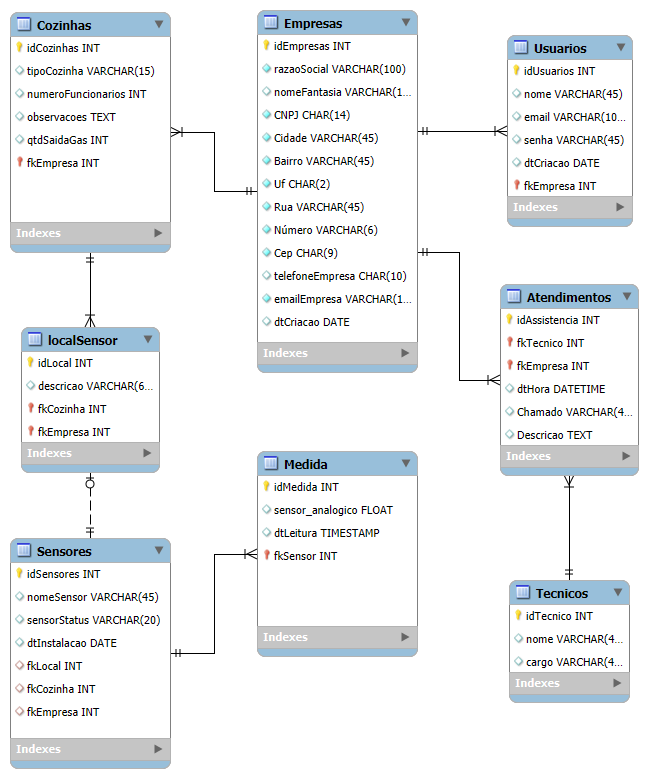 Cozinhas
idCozinhas INT
tipoCozinha VARCHAR(15)
numeroFuncionarios INT
observacoes TEXT
qtdSaidaGas INT
fkEmpresa INT
Indexes
Empresas
idEmpresas INT
razaoSocial VARCHAR(100)
nomeFantasia VARCHAR(1...
CNPJ CHAR(14)
Cidade VARCHAR(45)
Bairro VARCHAR(45)
Uf CHAR(2)
Rua VARCHAR(45)
Número VARCHAR(6)
Cep CHAR(9)
telefoneEmpresa CHAR(10)
emailEmpresa VARCHAR(1...
dtCriacao DATE
Indexes
Usuarios
idUsuarios INT
nome VARCHAR(45)
email VARCHAR(10...
senha VARCHAR(45)
dtCriacao DATE
fkEmpresa INT
Indexes
localSensor
idLocal INT
descricao VARCHAR(6...
fkCozinha INT
fkEmpresa INT
Indexes
Atendimentos
idAssistencia INT
fkTecnico INT
fkEmpresa INT
dtHora DATETIME
Chamado VARCHAR(4...
Descricao TEXT
Indexes
Medida
idMedida INT
sensor_analogico FLOAT
dtLeitura TIMESTAMP
fkSensor INT
Indexes
Sensores
idSensores INT
nomeSensor VARCHAR(45)
sensorStatus VARCHAR(20)
dtInstalacao DATE
fkLocal INT
fkCozinha INT
fkEmpresa INT
Indexes
Tecnicos
idTecnico INT
nome VARCHAR(4...
cargo VARCHAR(4...
Indexes